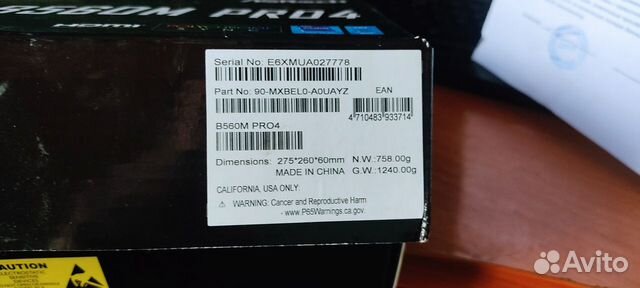 B560M PRO4
HDMI
Serial No: E6XMUA027778
Part No: 90-MXBEL0-A0UAYZ
EAN
4 710483 933714
B560M PRO4
Dimensions: 275*260*60mm N.W.:758.00g
MADE IN CHINA G.W.:1240.00g
CALIFORNIA, USA ONLY:
⚠ WARNING: Cancer and Reproductive Harm
- www.P65Warnings.ca.gov.
CAUTION
Avito